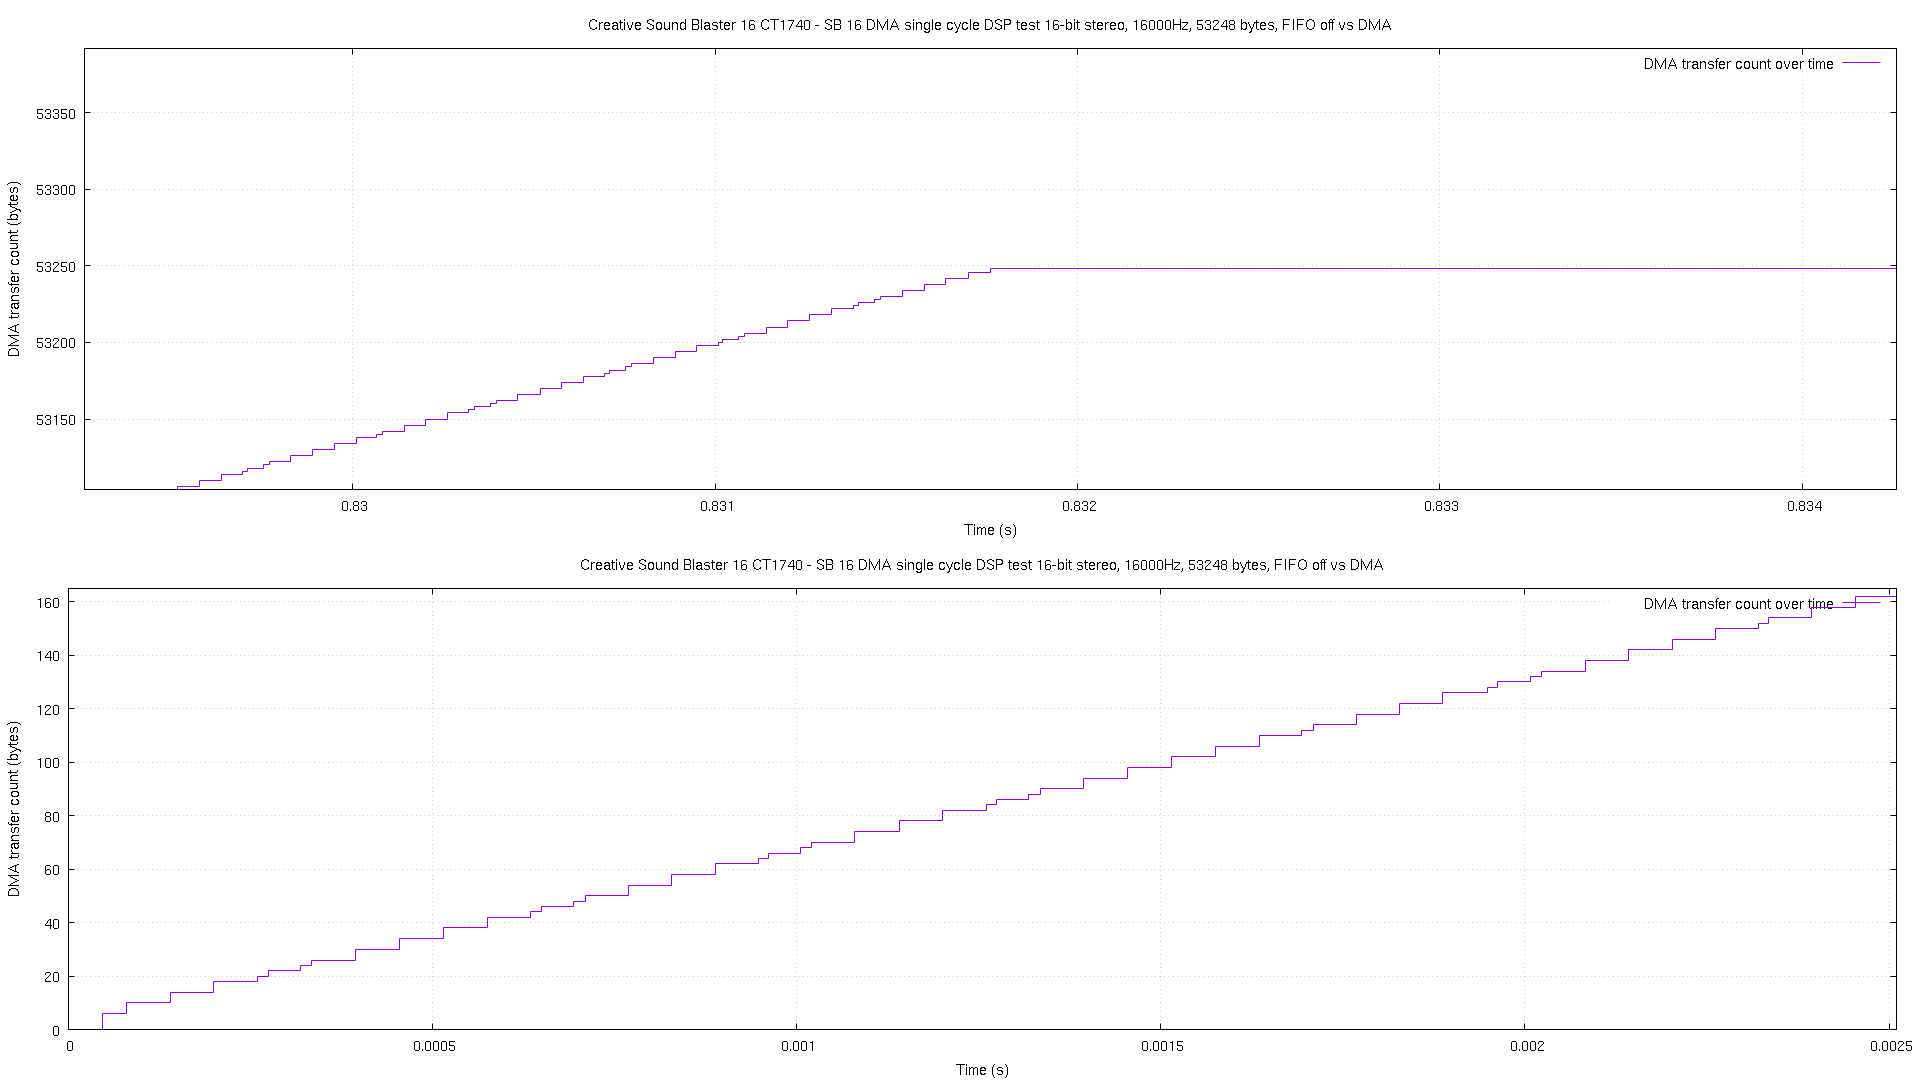 Creative Sound Blaster 16 CT1740 - SB 16 DMA single cycle DSP test 16-bit stereo, 16000Hz, 53248 bytes, FIFO off vs DMA
DMA transfer count over time
53350
53300
53250
53200
53150
DMA transfer count (bytes)
0.83 0.831 0.832 0.833 0.834
Time (s)
Creative Sound Blaster 16 CT1740 - SB 16 DMA single cycle DSP test 16-bit stereo, 16000Hz, 53248 bytes, FIFO off vs DMA
DMA transfer count over time
160
140
120
100
80
60
40
20
0
DMA transfer count (bytes)
0 0.0005 0.001 0.0015 0.002 0.0025
Time (s)